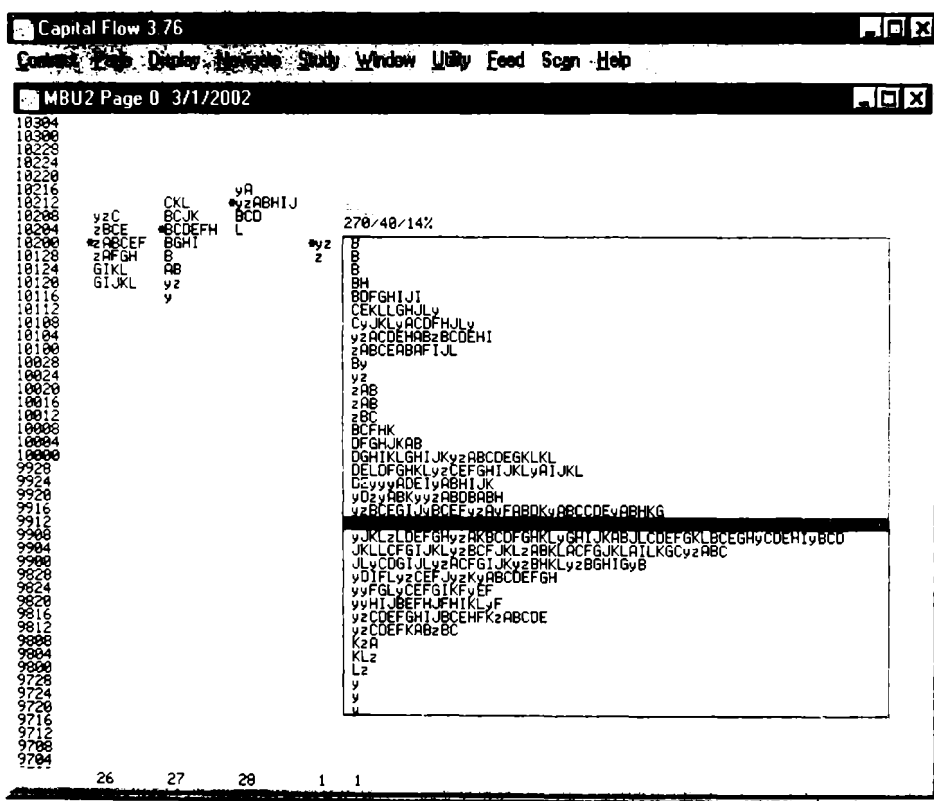 Capital Flow 3.76
Contrast Page Display Navigate Study Window Utility Feed Scan Help
MBU2 Page 0 3/1/2002
10304
10300
10228
10224
10220
10216 yA
10212 CKL *yzABHIJ
10208 yzC BCJK BCD 270/40/14%
10204 zBCE *BCDEFH L
10200 *zABCEF BGHI *yz B
10128 zAFGH B z B
10124 GIKL AB B
10120 GIJKL yz BH
10116 y BDFGHIJI
10112 CEKLLGHJLy
10108 CyJKLyACDFHJLy
10104 yzACDEHABzBCDEHI
10100 zABCEABAFIJL
10028 By
10024 yz
10020 zAB
10016 zAB
10012 zBC
10008 BCFHK
10004 DFGHJKAB
10000 DGHIKLGHIJKyzABCDEGKLKL
9928 DELDFGHKLyzCEFGHIJKLyAIJKL
9924 DEyyyADEIyABHIJK
9920 yDzyABKyyzABDBABH
9916 yzBCEGIJyBCEFyzAyFABDKyABCCDEyABHKG
9912
9908 yJKLzLDEFGHyzAKBCDFGHKLyGHIJKABJLCDEFGKLBCEGHyCDEHIyBCD
9904 JKLLCFGIJKLyzBCFJKLzABKLACFGJKLAILKGCyzABC
9900 JLyCDGIJLyzACFGIJKyzBHKLyzBGHIGyB
9828 yDIFLyzCEFJyzKyABCDEFGH
9824 yyFGLyCEFGIKFyEF
9820 yyHIJBEFHJFHIKLyF
9816 yzCDEFGHIJBCEHFKzABCDE
9812 yzCDEFKABzBC
9808 KzA
9804 KLz
9800 Lz
9728 y
9724 y
9720 y
9716
9712
9708
9704
26 27 28 1 1